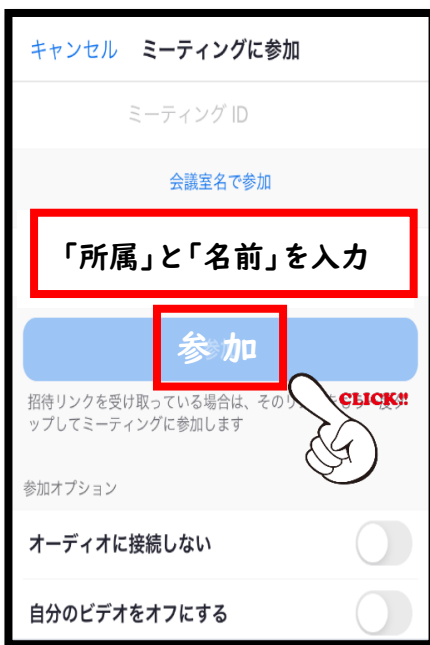 キャンセル ミーティングに参加
ミーティング ID
会議室名で参加
「所属」と「名前」を入力
参加
招待リンクを受け取っている場合は、そのリ
CLICK!!
ップしてミーティングに参加します
参加オプション
オーディオに接続しない
自分のビデオをオフにする